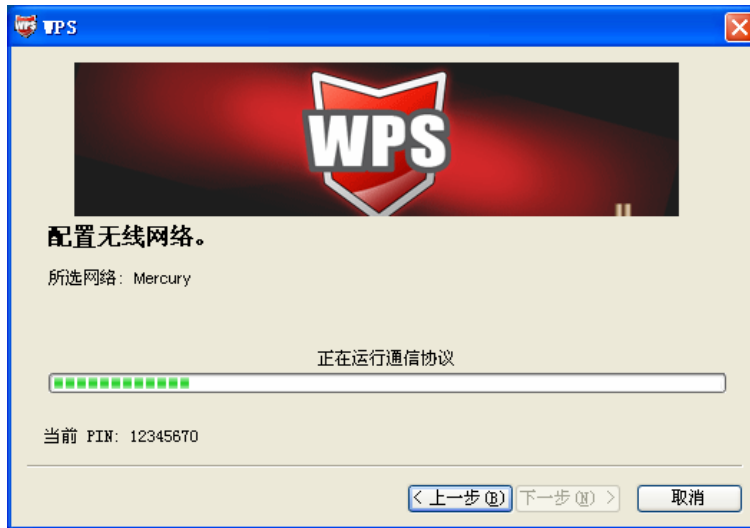 WPS
WPS
配置无线网络。
所选网络: Mercury
正在运行通信协议
当前 PIN: 12345670
< 上一步(B)
下一步(N) >
取消